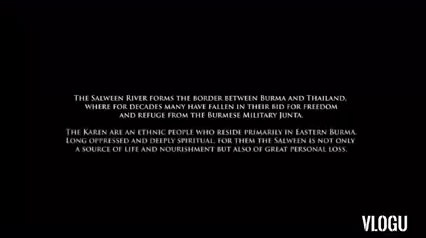 The Salween River forms the border between Burma and Thailand,
where for decades many have fallen in their bid for freedom
and refuge from the Burmese Military Junta.
The Karen are an ethnic people who reside primarily in Eastern Burma.
Long oppressed and deeply spiritual, for them the Salween is not only
a source of life and nourishment but also of great personal loss.
VLOGU